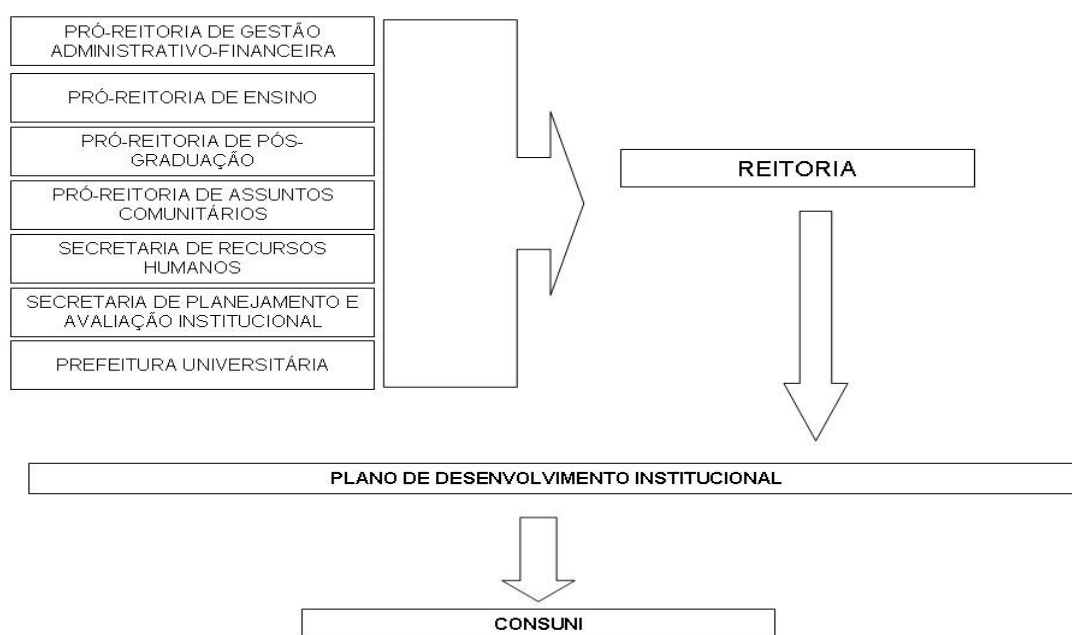 PRÓ-REITORIA DE GESTÃO
ADMINISTRATIVO-FINANCEIRA
PRÓ-REITORIA DE ENSINO
PRÓ-REITORIA DE PÓS-
GRADUAÇÃO
PRÓ-REITORIA DE ASSUNTOS
COMUNITÁRIOS
SECRETARIA DE RECURSOS
HUMANOS
SECRETARIA DE PLANEJAMENTO E
AVALIAÇÃO INSTITUCIONAL
PREFEITURA UNIVERSITÁRIA
REITORIA
PLANO DE DESENVOLVIMENTO INSTITUCIONAL
CONSUNI